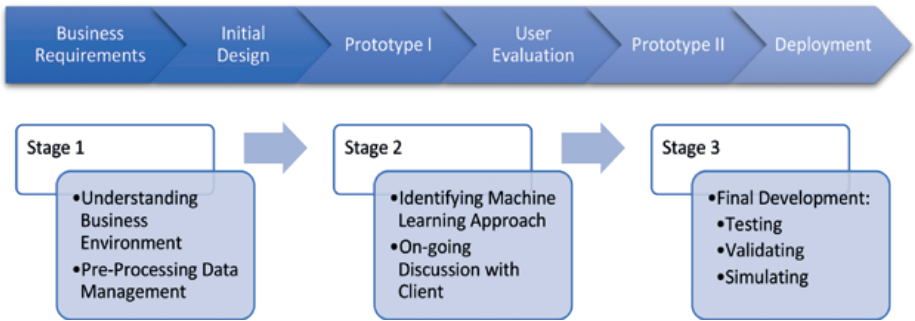 Business
Requirements
Initial
Design
Prototype I
User
Evaluation
Prototype II
Deployment
Stage 1
•Understanding
Business
Environment
•Pre-Processing Data
Management
Stage 2
•Identifying Machine
Learning Approach
•On-going
Discussion with
Client
Stage 3
•Final Development:
•Testing
•Validating
•Simulating